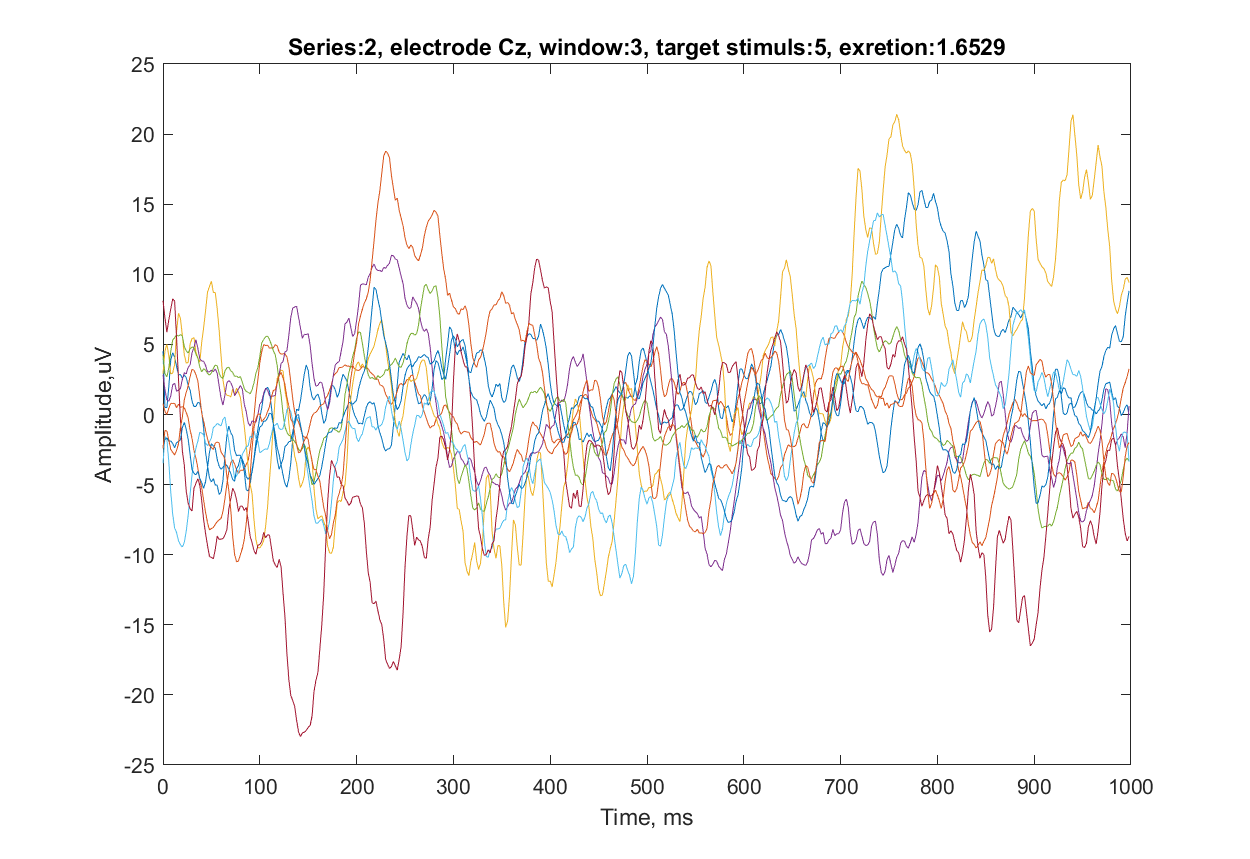 Series:2, electrode Cz, window:3, target stimuls:5, exretion:1.6529
25
20
15
10
5
0
-5
-10
-15
-20
-25
Amplitude,uV
0 100 200 300 400 500 600 700 800 900 1000
Time, ms